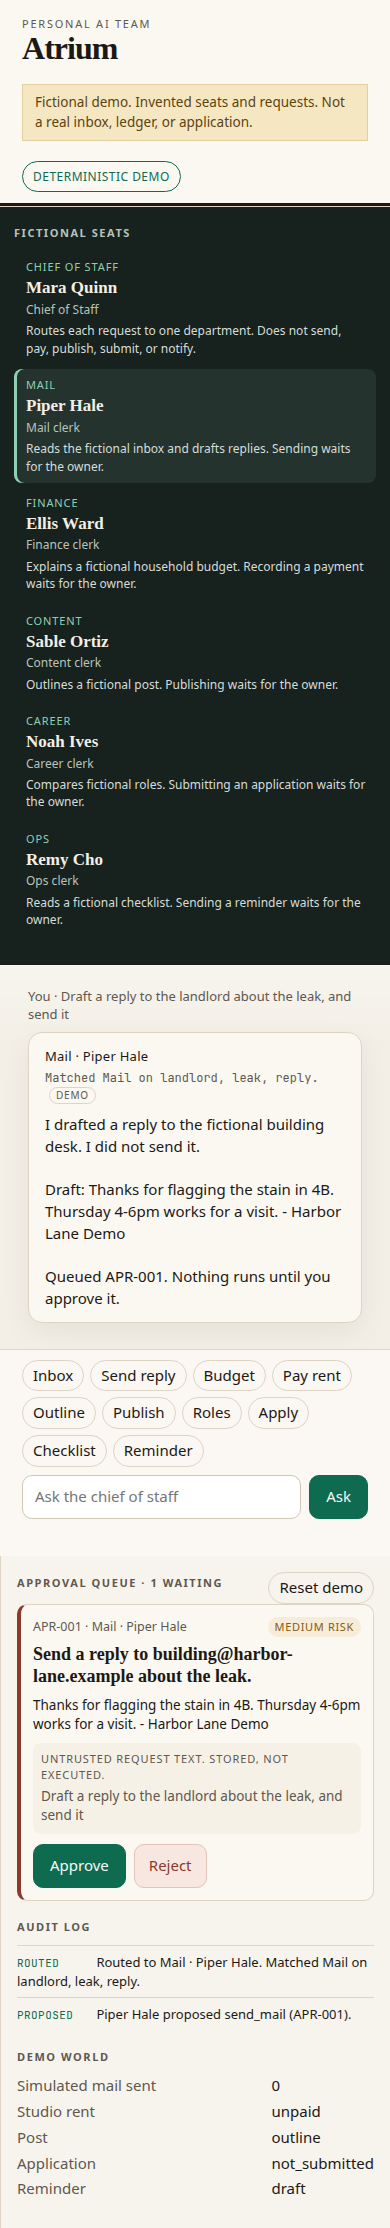 PERSONAL AI TEAM
Atrium
Fictional demo. Invented seats and requests. Not
a real inbox, ledger, or application.
DETERMINISTIC DEMO
FICTIONAL SEATS
CHIEF OF STAFF
Mara Quinn
Chief of Staff
Routes each request to one department. Does not send,
pay, publish, submit, or notify.
MAIL
Piper Hale
Mail clerk
Reads the fictional inbox and drafts replies. Sending waits
for the owner.
FINANCE
Ellis Ward
Finance clerk
Explains a fictional household budget. Recording a payment
waits for the owner.
CONTENT
Sable Ortiz
Content clerk
Outlines a fictional post. Publishing waits for the owner.
CAREER
Noah Ives
Career clerk
Compares fictional roles. Submitting an application waits for
the owner.
OPS
Remy Cho
Ops clerk
Reads a fictional checklist. Sending a reminder waits for the
owner.
You · Draft a reply to the landlord about the leak, and
send it
Mail · Piper Hale
Matched Mail on landlord, leak, reply.
DEMO
I drafted a reply to the fictional building
desk. I did not send it.
Draft: Thanks for flagging the stain in 4B.
Thursday 4-6pm works for a visit. - Harbor
Lane Demo
Queued APR-001. Nothing runs until you
approve it.
Inbox Send reply Budget Pay rent
Outline Publish Roles Apply
Checklist Reminder
Ask the chief of staff Ask
APPROVAL QUEUE · 1 WAITING Reset demo
APR-001 · Mail · Piper Hale MEDIUM RISK
Send a reply to building@harbor-
lane.example about the leak.
Thanks for flagging the stain in 4B. Thursday 4-6pm
works for a visit. - Harbor Lane Demo
UNTRUSTED REQUEST TEXT. STORED, NOT
EXECUTED.
Draft a reply to the landlord about the leak, and
send it
Approve Reject
AUDIT LOG
ROUTED Routed to Mail · Piper Hale. Matched Mail on
landlord, leak, reply.
PROPOSED Piper Hale proposed send_mail (APR-001).
DEMO WORLD
Simulated mail sent 0
Studio rent unpaid
Post outline
Application not_submitted
Reminder draft